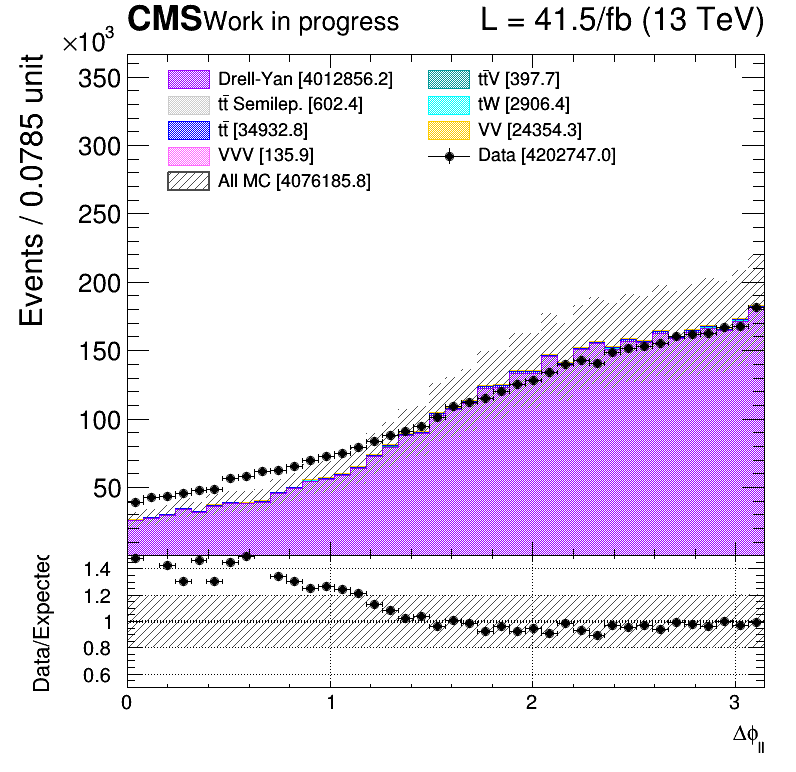 CMS Work in progress L = 41.5/fb (13 TeV)
×10³
Events / 0.0785 unit
350
300
250
200
150
100
50
Drell-Yan [4012856.2]
tt̄ Semilep. [602.4]
tt̄ [34932.8]
VVV [135.9]
All MC [4076185.8]
tt̄V [397.7]
tW [2906.4]
VV [24354.3]
Data [4202747.0]
Data/Expected
1.4
1.2
1
0.8
0.6
0 1 2 3
Δϕ_ll